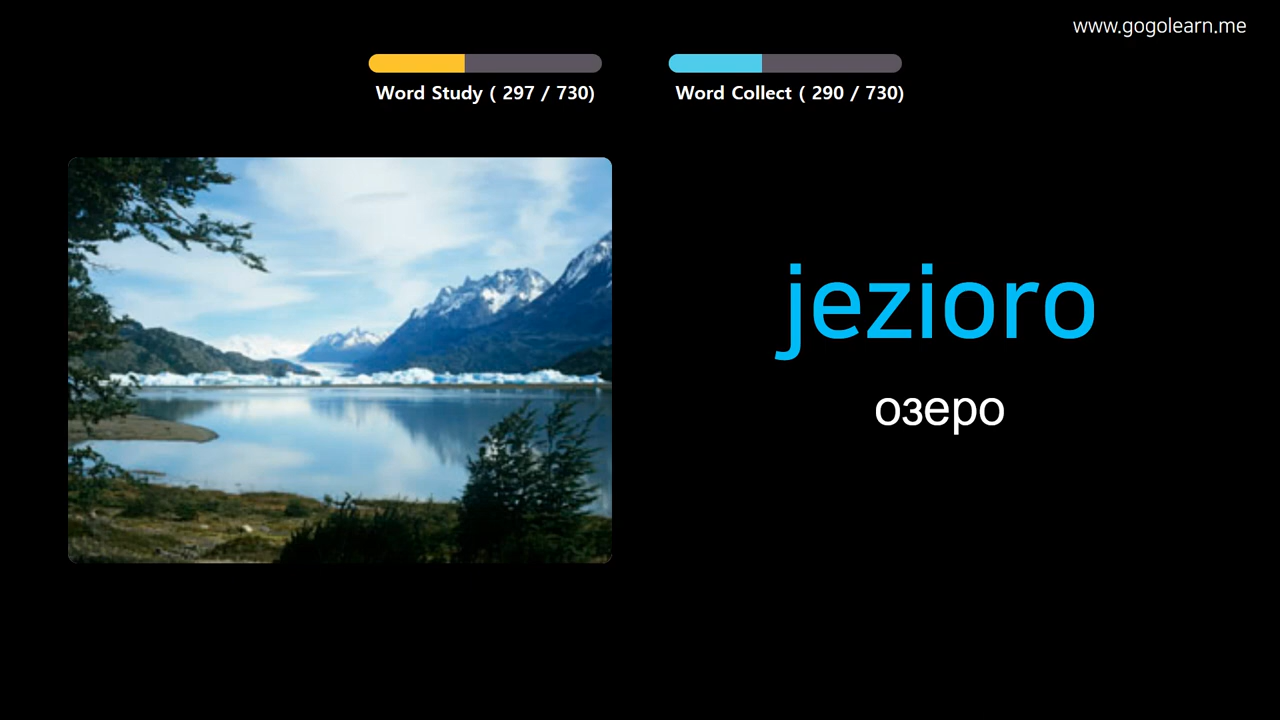 www.gogolearn.me
Word Study ( 297 / 730)
Word Collect ( 290 / 730)
jezioro
озеро